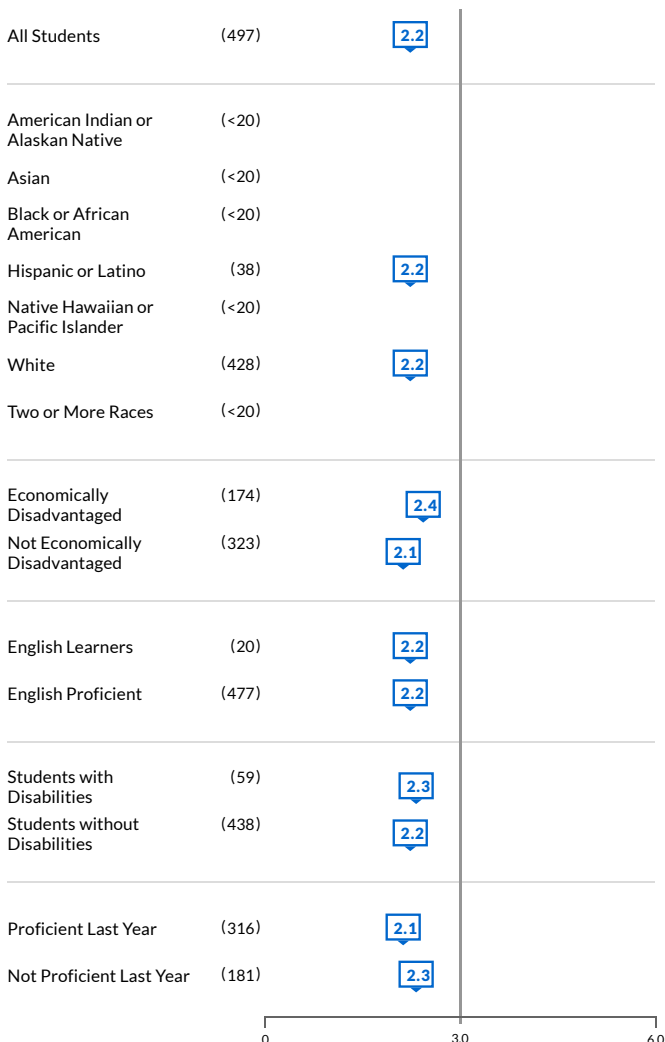 All Students (497) 2.2
American Indian or (<20)
Alaskan Native
Asian (<20)
Black or African (<20)
American
Hispanic or Latino (38) 2.2
Native Hawaiian or (<20)
Pacific Islander
White (428) 2.2
Two or More Races (<20)
Economically (174) 2.4
Disadvantaged
Not Economically (323) 2.1
Disadvantaged
English Learners (20) 2.2
English Proficient (477) 2.2
Students with (59) 2.3
Disabilities
Students without (438) 2.2
Disabilities
Proficient Last Year (316) 2.1
Not Proficient Last Year (181) 2.3
0 3.0 6.0